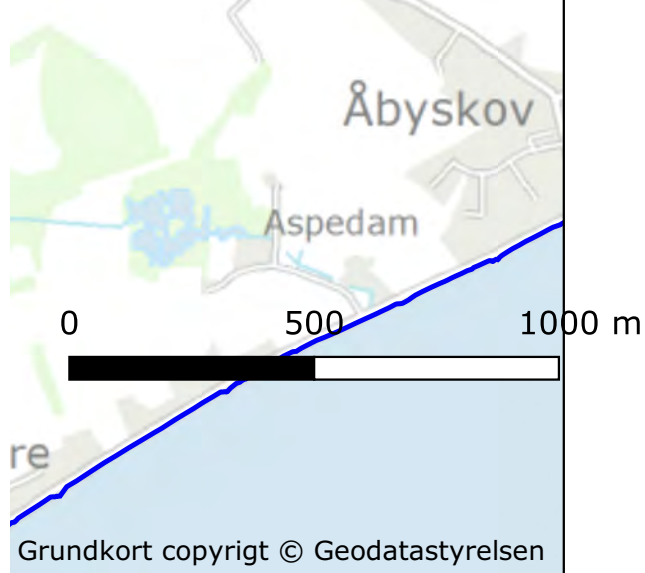 Åbyskov
Aspedam
0 500 1000 m
re
Grundkort copyrigt © Geodatastyrelsen